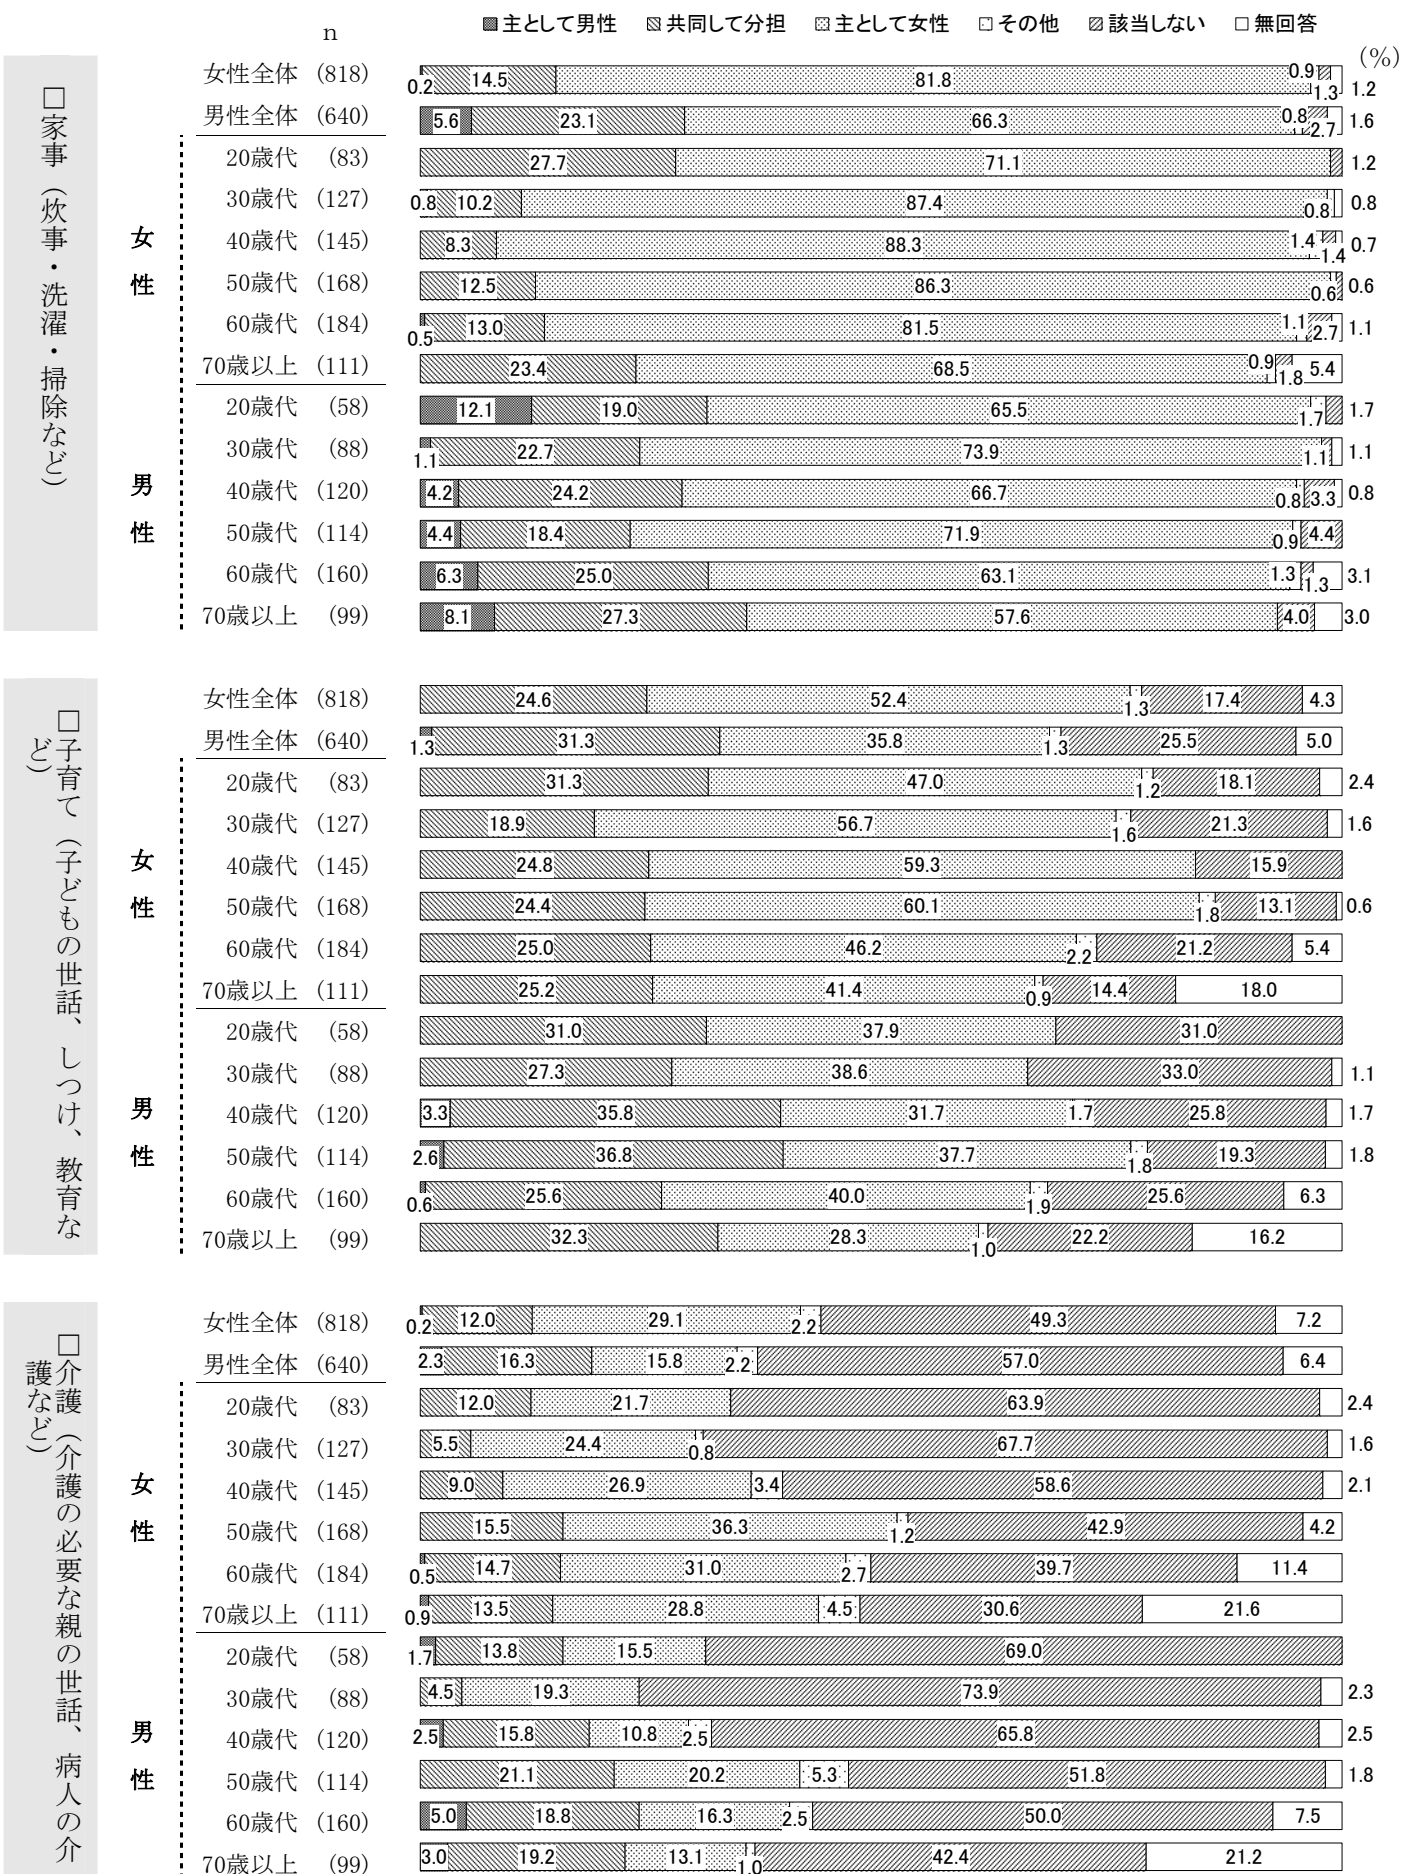 ■主として男性 ▧共同して分担 ▒主として女性 □その他 ▨該当しない □無回答
n
(%)
□家事（炊事・洗濯・掃除など）
女性全体 (818) 0.2 14.5 81.8 0.9 1.3 1.2
男性全体 (640) 5.6 23.1 66.3 0.8 2.7 1.6
女性
20歳代 (83) 27.7 71.1 1.2
30歳代 (127) 0.8 10.2 87.4 0.8 0.8
40歳代 (145) 8.3 88.3 1.4 1.4 0.7
50歳代 (168) 12.5 86.3 0.6 0.6
60歳代 (184) 0.5 13.0 81.5 1.1 2.7 1.1
70歳以上 (111) 23.4 68.5 0.9 1.8 5.4
男性
20歳代 (58) 12.1 19.0 65.5 1.7 1.7
30歳代 (88) 1.1 22.7 73.9 1.1 1.1
40歳代 (120) 4.2 24.2 66.7 0.8 3.3 0.8
50歳代 (114) 4.4 18.4 71.9 0.9 4.4
60歳代 (160) 6.3 25.0 63.1 1.3 1.3 3.1
70歳以上 (99) 8.1 27.3 57.6 4.0 3.0
□子育て（子どもの世話、しつけ、教育な
ど）
女性全体 (818) 24.6 52.4 1.3 17.4 4.3
男性全体 (640) 1.3 31.3 35.8 1.3 25.5 5.0
女性
20歳代 (83) 31.3 47.0 1.2 18.1 2.4
30歳代 (127) 18.9 56.7 1.6 21.3 1.6
40歳代 (145) 24.8 59.3 15.9
50歳代 (168) 24.4 60.1 1.8 13.1 0.6
60歳代 (184) 25.0 46.2 2.2 21.2 5.4
70歳以上 (111) 25.2 41.4 0.9 14.4 18.0
男性
20歳代 (58) 31.0 37.9 31.0
30歳代 (88) 27.3 38.6 33.0 1.1
40歳代 (120) 3.3 35.8 31.7 1.7 25.8 1.7
50歳代 (114) 2.6 36.8 37.7 1.8 19.3 1.8
60歳代 (160) 0.6 25.6 40.0 1.9 25.6 6.3
70歳以上 (99) 32.3 28.3 1.0 22.2 16.2
□介護（介護の必要な親の世話、病人の介
護など）
女性全体 (818) 0.2 12.0 29.1 2.2 49.3 7.2
男性全体 (640) 2.3 16.3 15.8 2.2 57.0 6.4
女性
20歳代 (83) 12.0 21.7 63.9 2.4
30歳代 (127) 5.5 24.4 0.8 67.7 1.6
40歳代 (145) 9.0 26.9 3.4 58.6 2.1
50歳代 (168) 15.5 36.3 1.2 42.9 4.2
60歳代 (184) 0.5 14.7 31.0 2.7 39.7 11.4
70歳以上 (111) 0.9 13.5 28.8 4.5 30.6 21.6
男性
20歳代 (58) 1.7 13.8 15.5 69.0
30歳代 (88) 4.5 19.3 73.9 2.3
40歳代 (120) 2.5 15.8 10.8 2.5 65.8 2.5
50歳代 (114) 21.1 20.2 5.3 51.8 1.8
60歳代 (160) 5.0 18.8 16.3 2.5 50.0 7.5
70歳以上 (99) 3.0 19.2 13.1 1.0 42.4 21.2